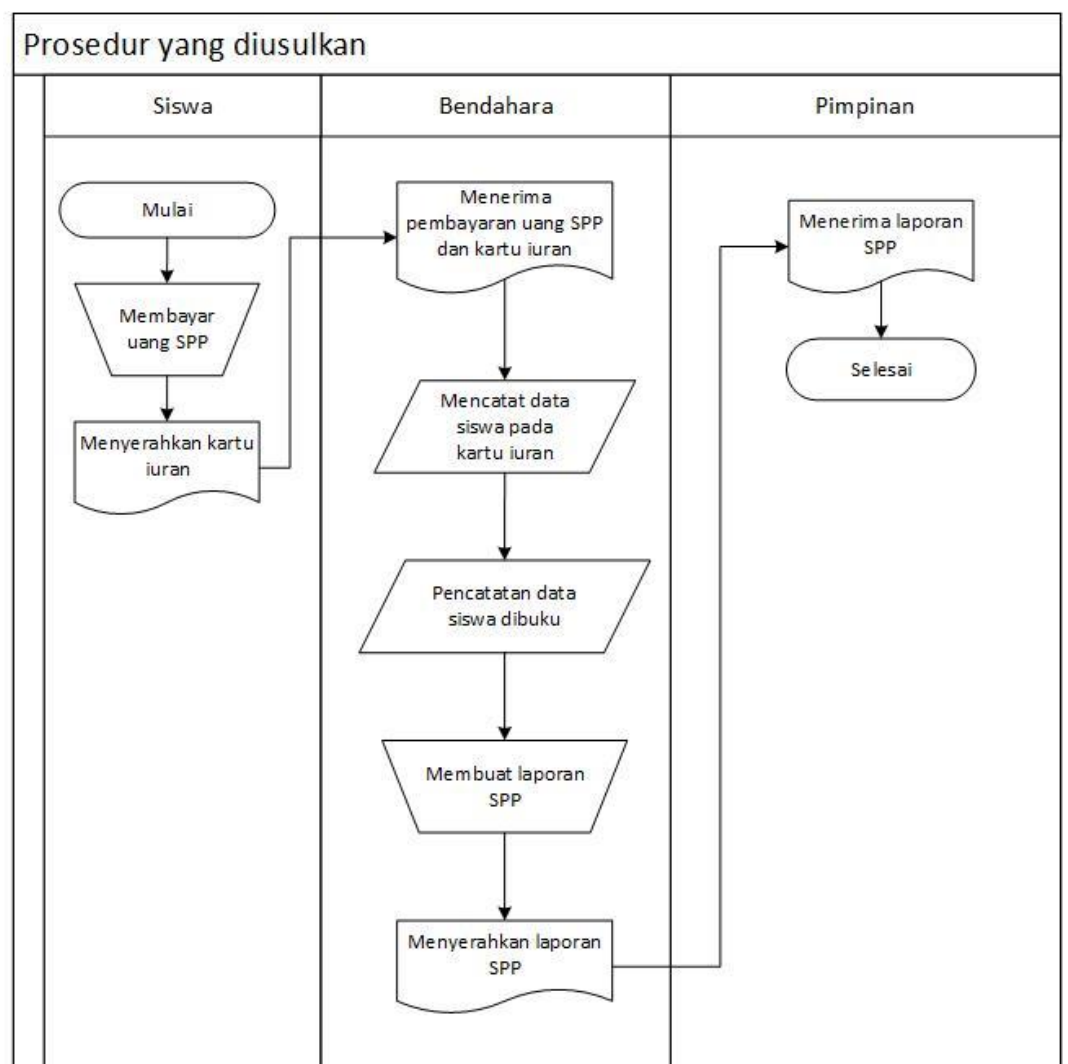 Prosedur yang diusulkan
Siswa
Bendahara
Pimpinan
Mulai
Membayar
uang SPP
Menyerahkan kartu
iuran
Menerima
pembayaran uang SPP
dan kartu iuran
Mencatat data
siswa pada
kartu iuran
Pencatatan data
siswa dibuku
Membuat laporan
SPP
Menyerahkan laporan
SPP
Menerima laporan
SPP
Selesai